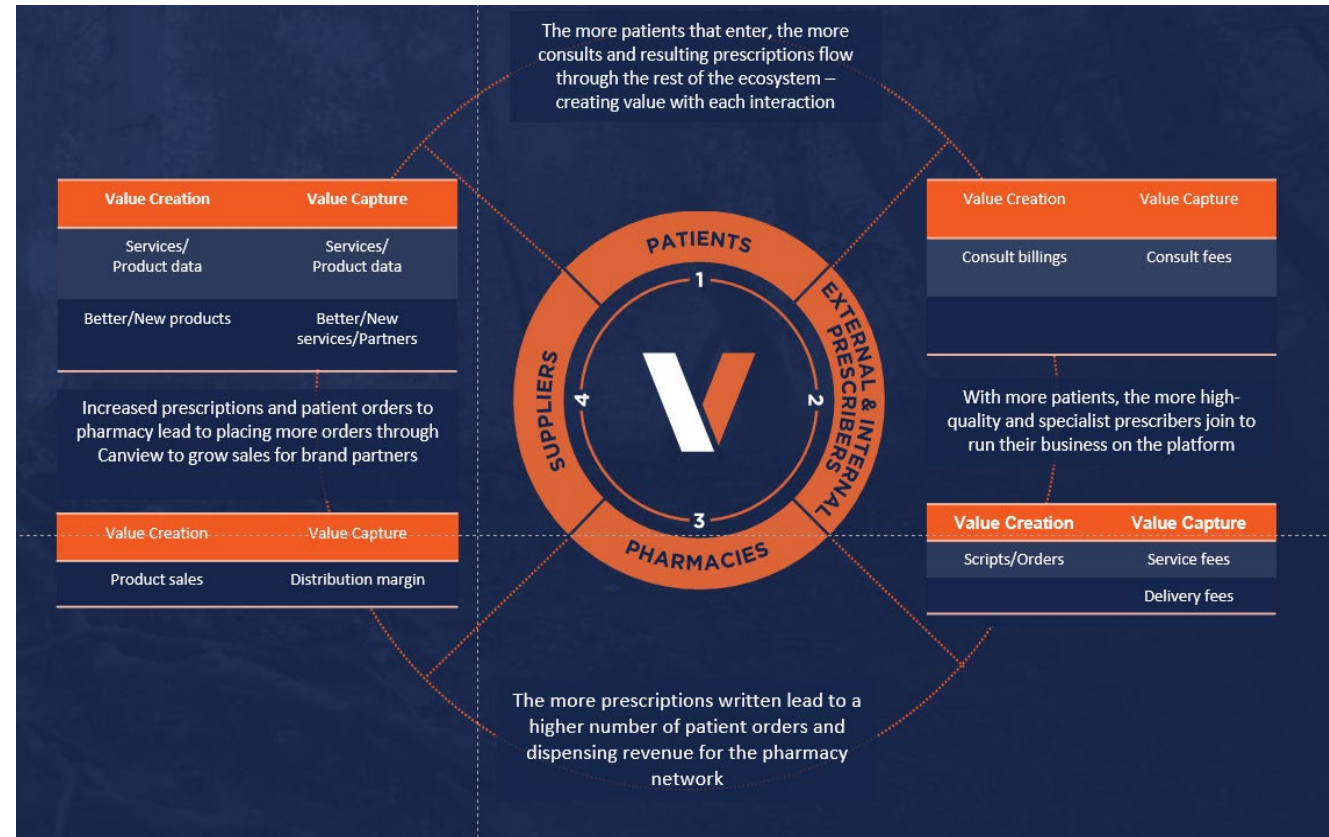 The more patients that enter, the more
consults and resulting prescriptions flow
through the rest of the ecosystem –
creating value with each interaction
Value Creation Value Capture
Services/ Services/
Product data Product data
Better/New products Better/New
services/Partners
Increased prescriptions and patient orders to
pharmacy lead to placing more orders through
Canview to grow sales for brand partners
Value Creation Value Capture
Product sales Distribution margin
PATIENTS
1
EXTERNAL & INTERNAL
PRESCRIBERS
2
3
PHARMACIES
4
SUPPLIERS
Value Creation Value Capture
Consult billings Consult fees
With more patients, the more high-
quality and specialist prescribers join to
run their business on the platform
Value Creation Value Capture
Scripts/Orders Service fees
Delivery fees
The more prescriptions written lead to a
higher number of patient orders and
dispensing revenue for the pharmacy
network